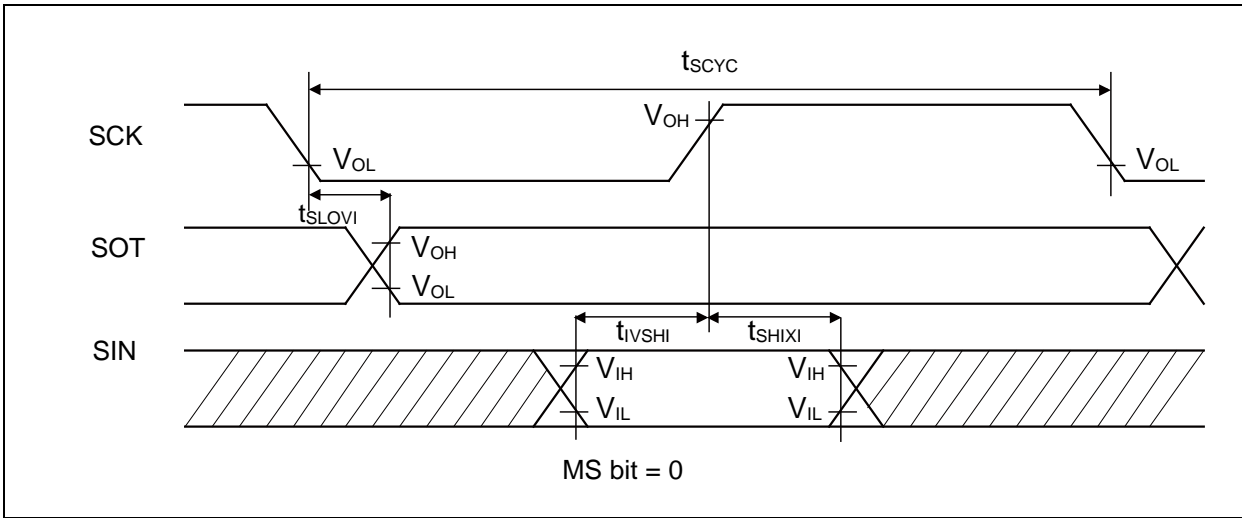 tSCYC
SCK
VOH
VOL
VOL
tSLOVI
SOT
VOH
VOL
tIVSHI
tSHIXI
SIN
VIH
VIH
VIL
VIL
MS bit = 0